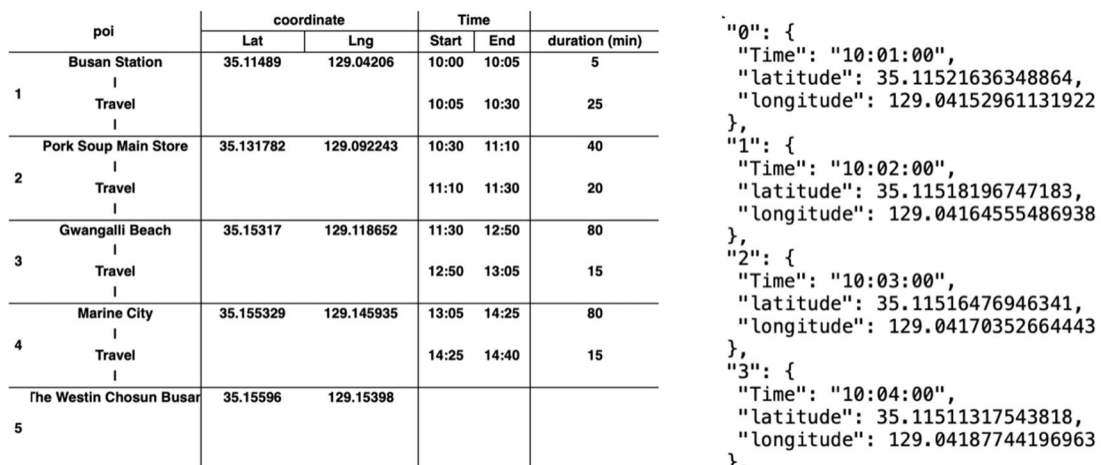 coordinate Time
poi Lat Lng Start End duration (min)
Busan Station 35.11489 129.04206 10:00 10:05 5
1
Travel 10:05 10:30 25
Pork Soup Main Store 35.131782 129.092243 10:30 11:10 40
2
Travel 11:10 11:30 20
Gwangalli Beach 35.15317 129.118652 11:30 12:50 80
3
Travel 12:50 13:05 15
Marine City 35.155329 129.145935 13:05 14:25 80
4
Travel 14:25 14:40 15
The Westin Chosun Busar 35.15596 129.15398
5
"0": {
"Time": "10:01:00",
"latitude": 35.11521636348864,
"longitude": 129.04152961131922
},
"1": {
"Time": "10:02:00",
"latitude": 35.11518196747183,
"longitude": 129.04164555486938
},
"2": {
"Time": "10:03:00",
"latitude": 35.11516476946341,
"longitude": 129.04170352664443
},
"3": {
"Time": "10:04:00",
"latitude": 35.11511317543818,
"longitude": 129.04187744196963
},